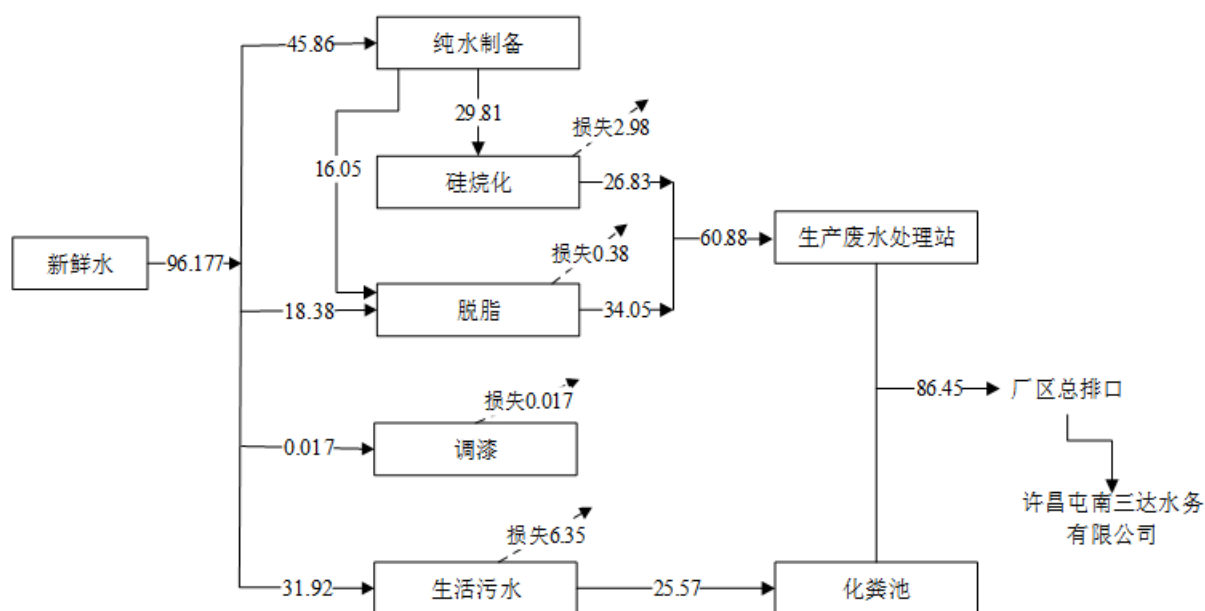 45.86
纯水制备
29.81
损失2.98
16.05
硅烷化
26.83
新鲜水
96.177
损失0.38
60.88
生产废水处理站
18.38
脱脂
34.05
损失0.017
86.45
厂区总排口
0.017
调漆
许昌屯南三达水务
有限公司
损失6.35
31.92
生活污水
25.57
化粪池